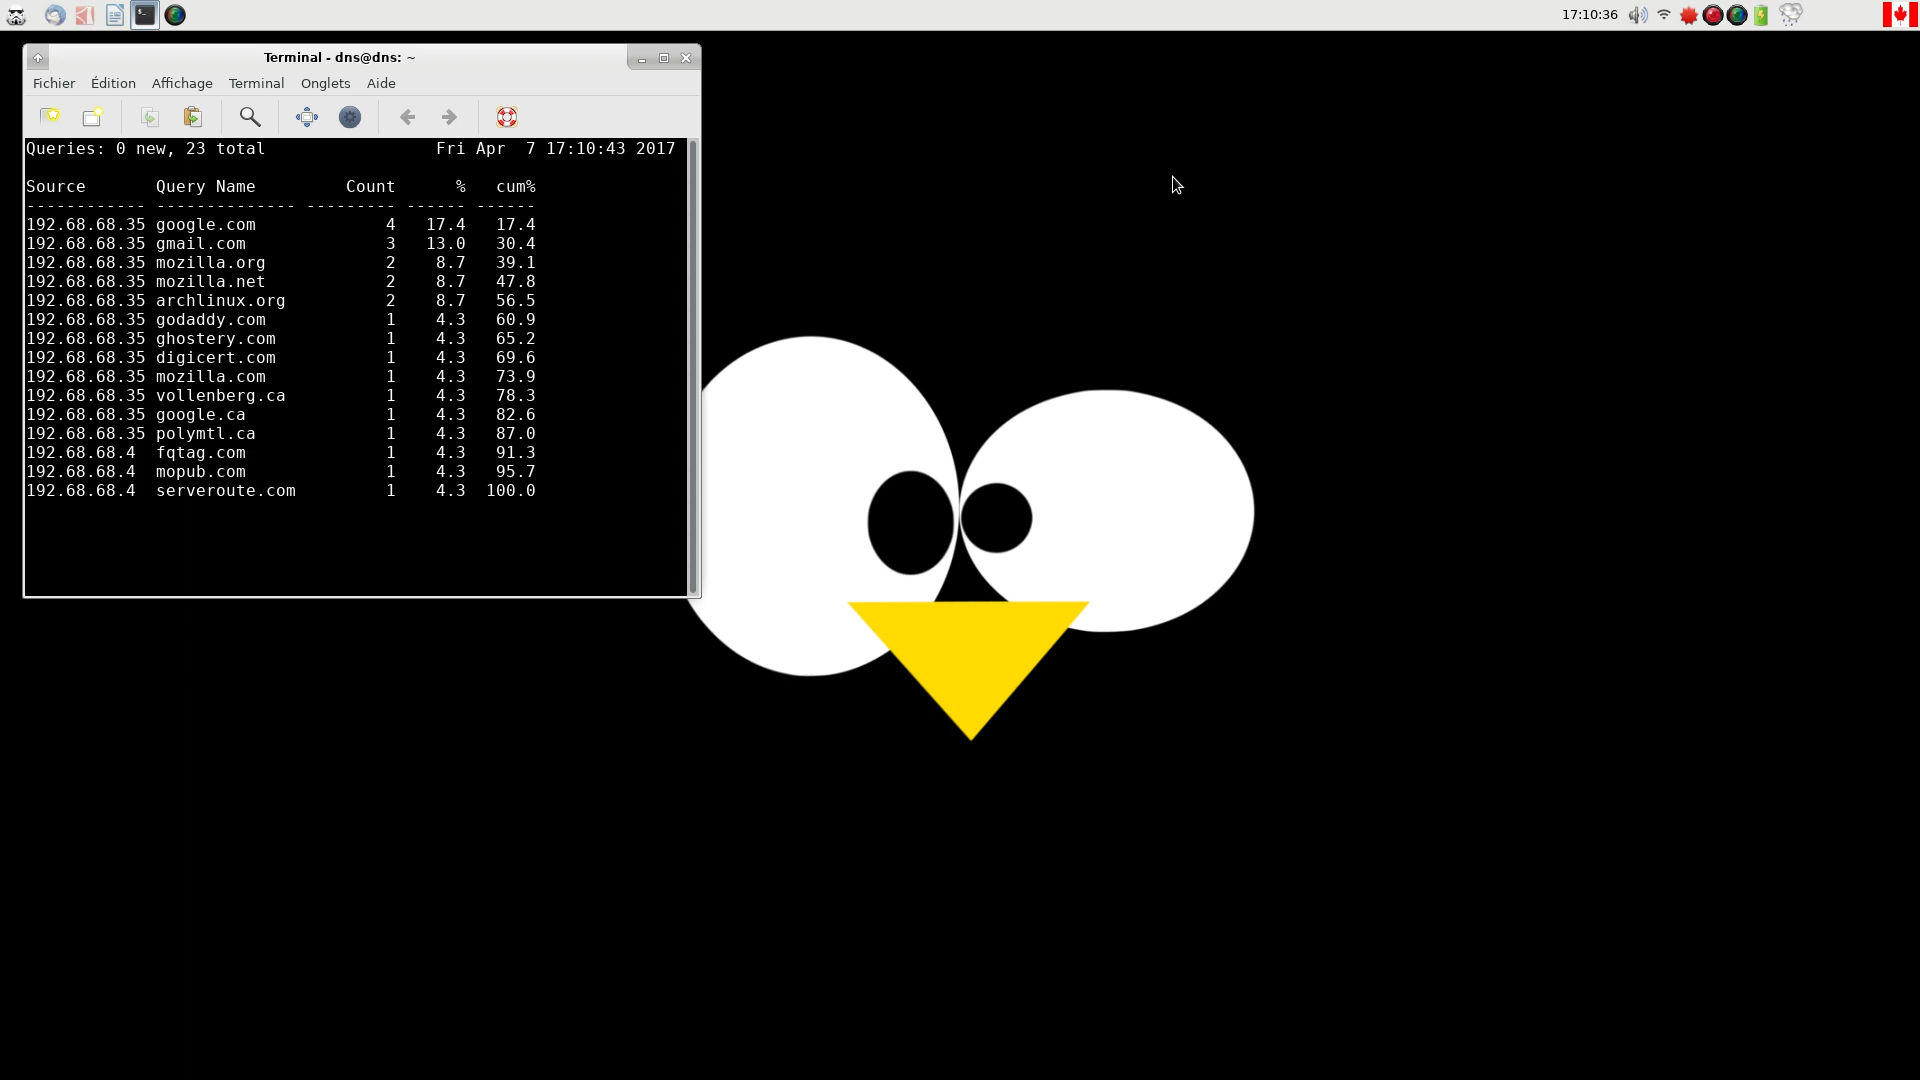 17:10:36
Terminal - dns@dns: ~
Fichier Édition Affichage Terminal Onglets Aide
Queries: 0 new, 23 total Fri Apr  7 17:10:43 2017
Source Query Name Count % cum%
------------ -------------- --------- ------ ------
192.68.68.35 google.com 4 17.4 17.4
192.68.68.35 gmail.com 3 13.0 30.4
192.68.68.35 mozilla.org 2 8.7 39.1
192.68.68.35 mozilla.net 2 8.7 47.8
192.68.68.35 archlinux.org 2 8.7 56.5
192.68.68.35 godaddy.com 1 4.3 60.9
192.68.68.35 ghostery.com 1 4.3 65.2
192.68.68.35 digicert.com 1 4.3 69.6
192.68.68.35 mozilla.com 1 4.3 73.9
192.68.68.35 vollenberg.ca 1 4.3 78.3
192.68.68.35 google.ca 1 4.3 82.6
192.68.68.35 polymtl.ca 1 4.3 87.0
192.68.68.4 fqtag.com 1 4.3 91.3
192.68.68.4 mopub.com 1 4.3 95.7
192.68.68.4 serveroute.com 1 4.3 100.0